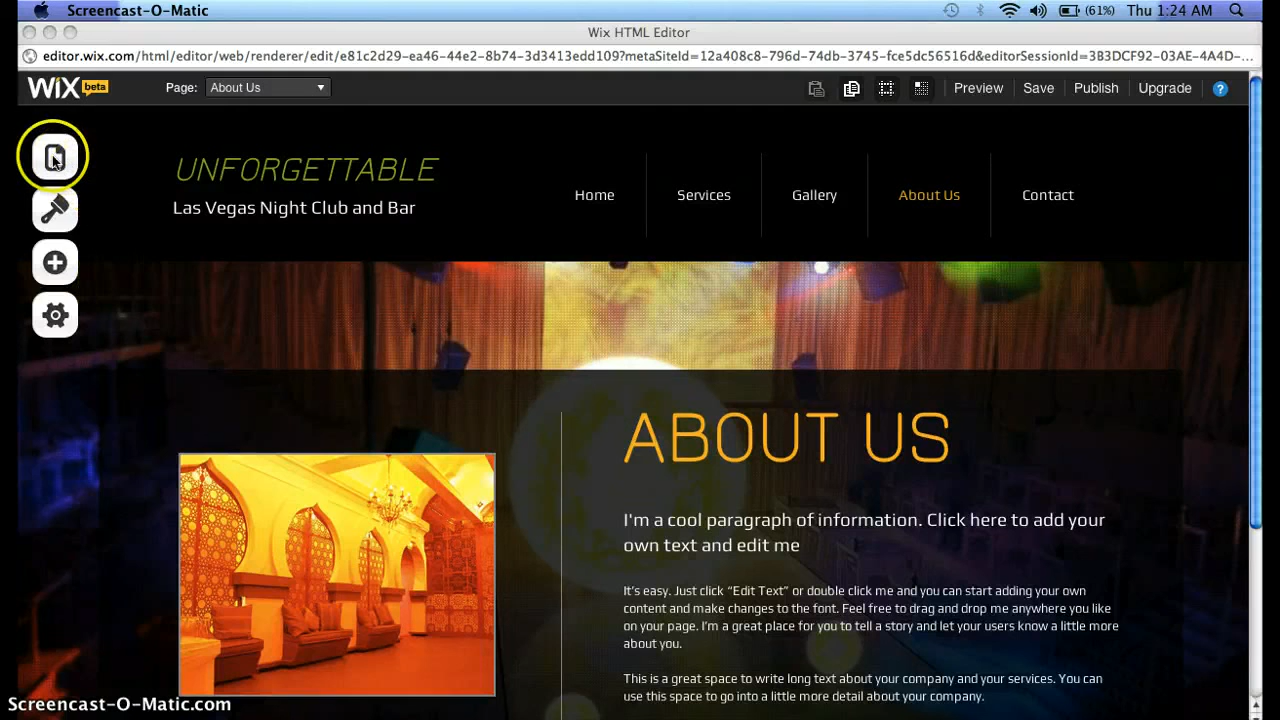 Screencast-O-Matic (61%) Thu 1:24 AM
Wix HTML Editor
editor.wix.com/html/editor/web/renderer/edit/e81c2d29-ea46-44e2-8b74-3d3413edd109?metaSiteId=12a408c8-796d-74db-3745-fce5dc56516d&editorSessionId=3B3DCF92-03AE-4A4D-...
WiX beta Page: About Us Preview Save Publish Upgrade ?
UNFORGETTABLE
Las Vegas Night Club and Bar
Home Services Gallery About Us Contact
ABOUT US
I'm a cool paragraph of information. Click here to add your
own text and edit me
It's easy. Just click “Edit Text” or double click me and you can start adding your own
content and make changes to the font. Feel free to drag and drop me anywhere you like
on your page. I'm a great place for you to tell a story and let your users know a little more
about you.
This is a great space to write long text about your company and your services. You can
use this space to go into a little more detail about your company.
Screencast-O-Matic.com